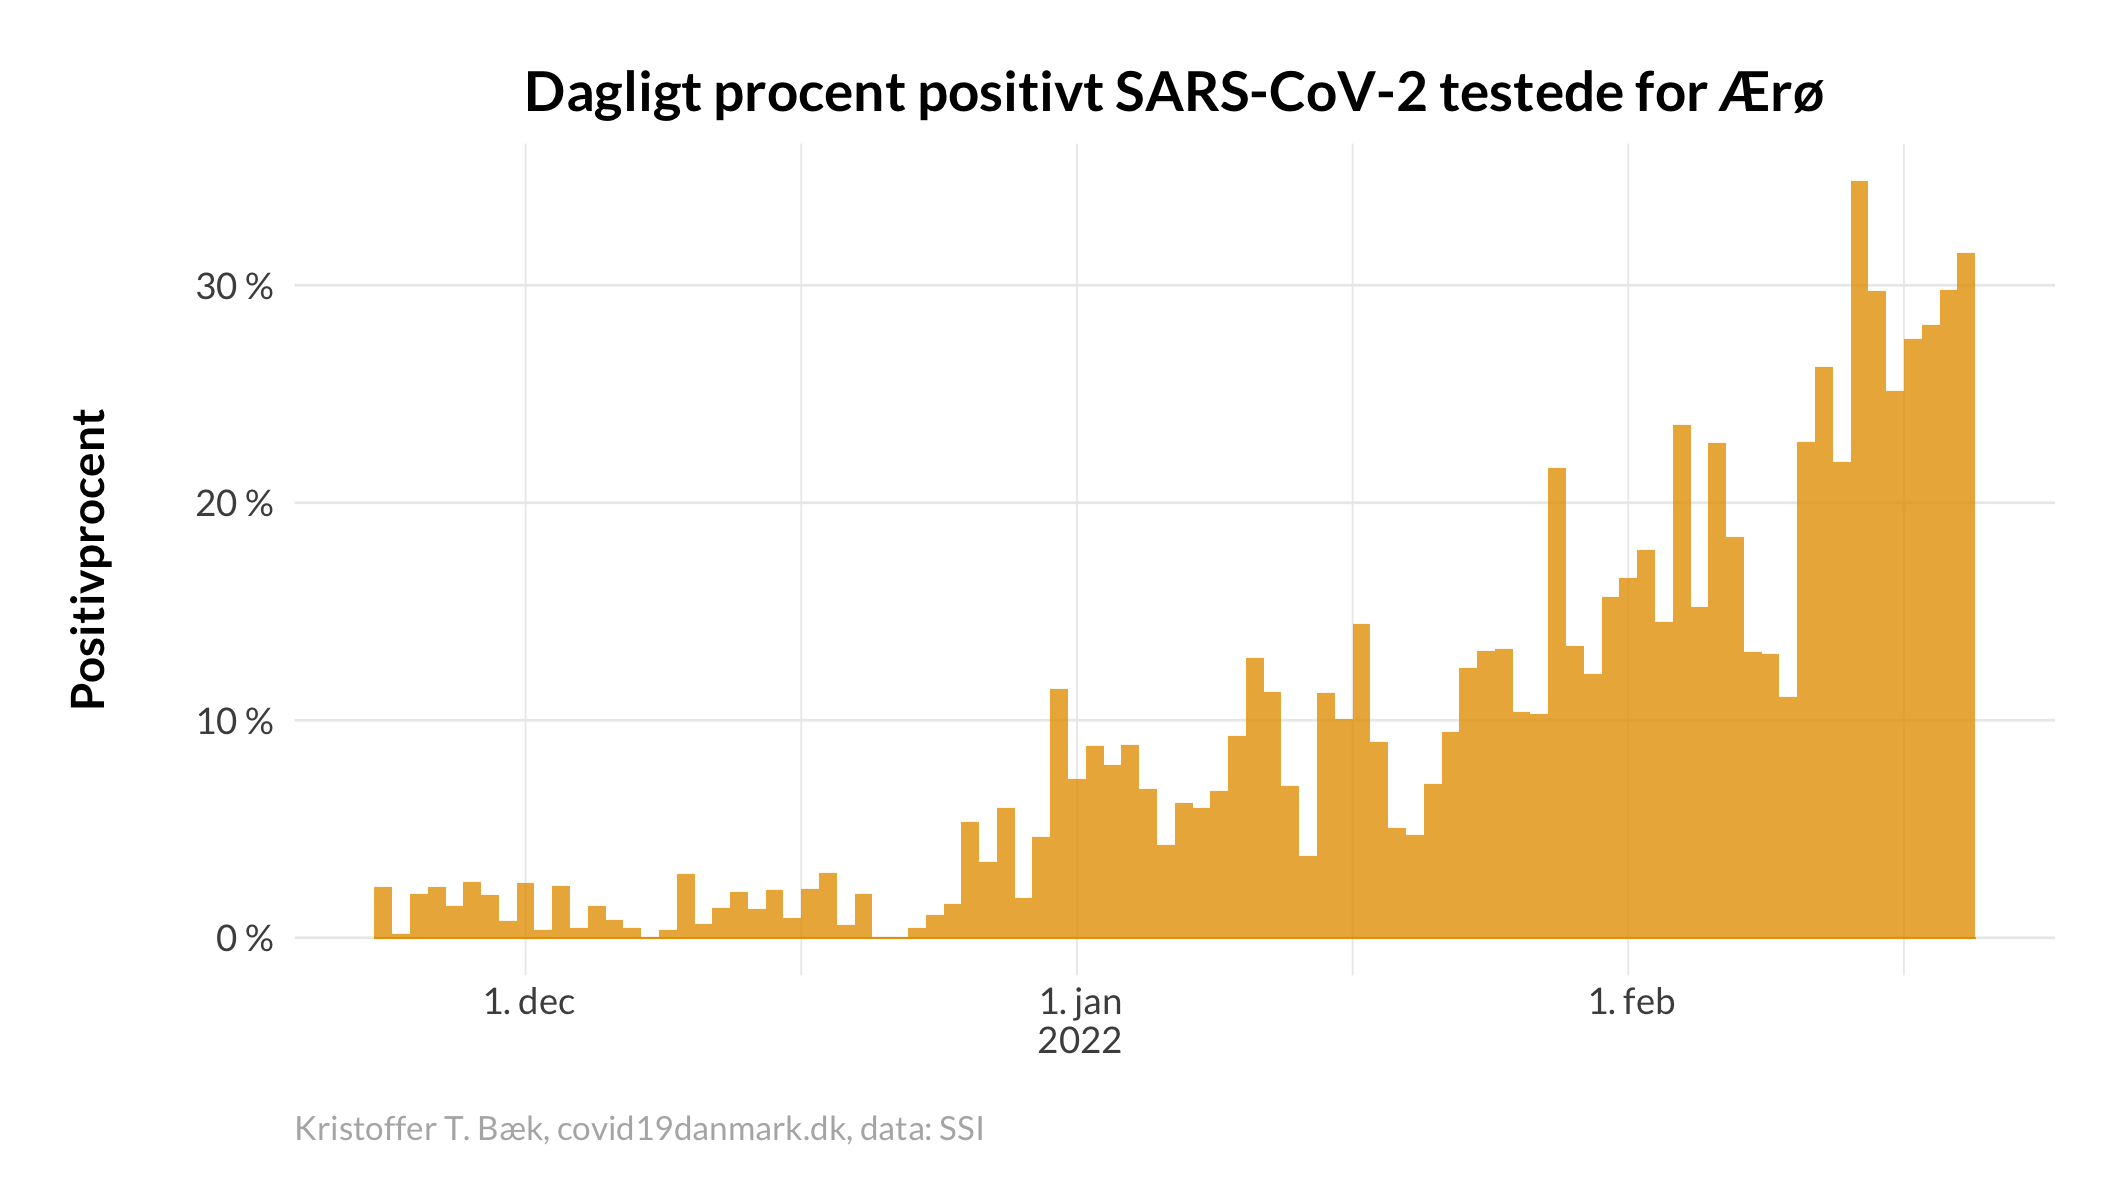 Dagligt procent positivt SARS-CoV-2 testede for Ærø
Positivprocent
30 %
20 %
10 %
0 %
1. dec
1. jan
2022
1. feb
Kristoffer T. Bæk, covid19danmark.dk, data: SSI